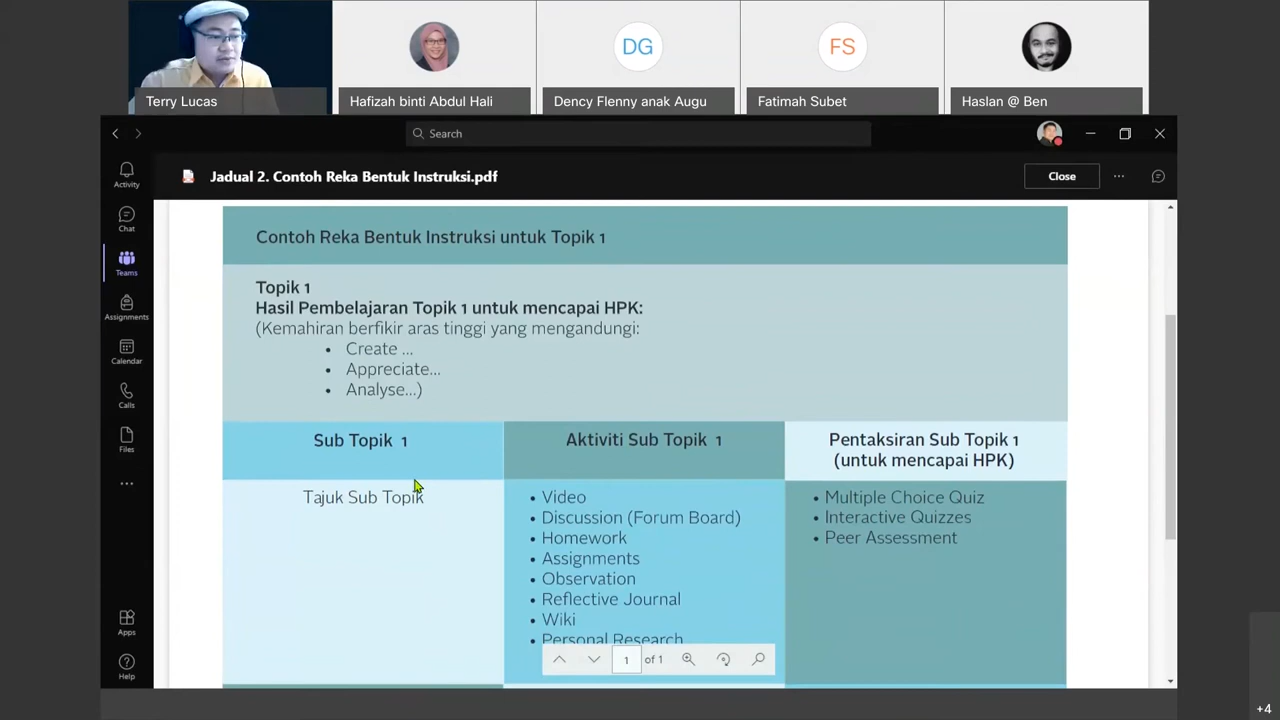 DG
FS
Terry Lucas
Hafizah binti Abdul Hali
Dency Flenny anak Augu
Fatimah Subet
Haslan @ Ben
Search
Activity
Chat
Teams
Assignments
Calendar
Calls
Files
Apps
Help
Jadual 2. Contoh Reka Bentuk Instruksi.pdf
Close
Contoh Reka Bentuk Instruksi untuk Topik 1
Topik 1
Hasil Pembelajaran Topik 1 untuk mencapai HPK:
(Kemahiran berfikir aras tinggi yang mengandungi:
• Create ...
• Appreciate...
• Analyse...)
Sub Topik 1
Tajuk Sub Topik
Aktiviti Sub Topik 1
• Video
• Discussion (Forum Board)
• Homework
• Assignments
• Observation
• Reflective Journal
• Wiki
• Personal Research
Pentaksiran Sub Topik 1
(untuk mencapai HPK)
• Multiple Choice Quiz
• Interactive Quizzes
• Peer Assessment
1 of 1
+4